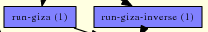 run-giza (1)
run-giza-inverse (1)